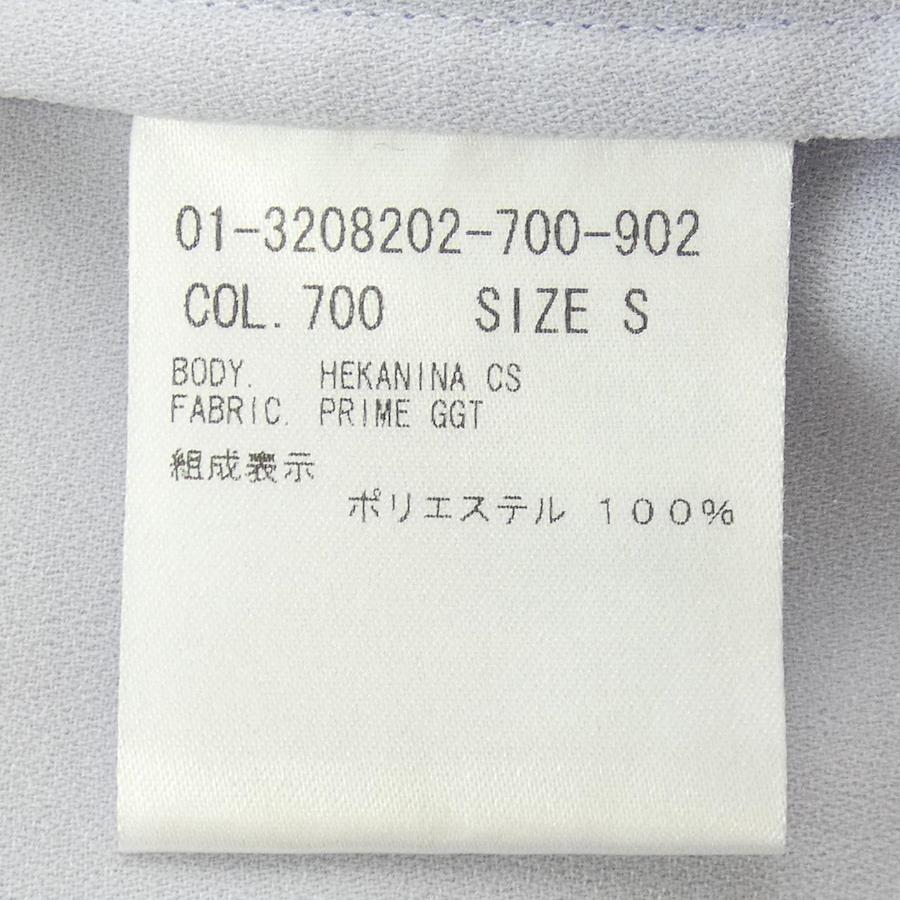 01-3208202-700-902
COL. 700 SIZE S
BODY. HEKANINA CS
FABRIC. PRIME GGT
組成表示
ポリエステル １００％